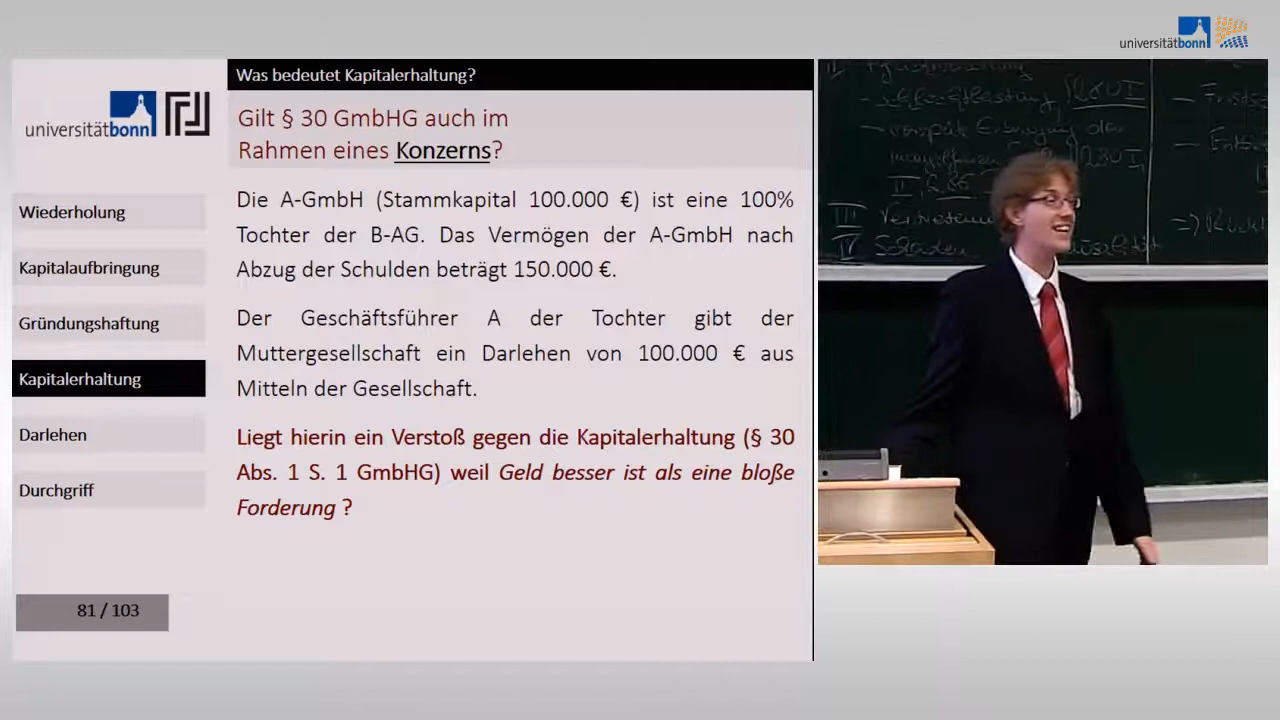 universitätbonn
universitätbonn
Was bedeutet Kapitalerhaltung?
Gilt § 30 GmbHG auch im
Rahmen eines Konzerns?
Wiederholung
Kapitalaufbringung
Gründungshaftung
Kapitalerhaltung
Darlehen
Durchgriff
81 / 103
Die A-GmbH (Stammkapital 100.000 €) ist eine 100%
Tochter der B-AG. Das Vermögen der A-GmbH nach
Abzug der Schulden beträgt 150.000 €.
Der Geschäftsführer A der Tochter gibt der
Muttergesellschaft ein Darlehen von 100.000 € aus
Mitteln der Gesellschaft.
Liegt hierin ein Verstoß gegen die Kapitalerhaltung (§ 30
Abs. 1 S. 1 GmbHG) weil Geld besser ist als eine bloße
Forderung ?
III
IV Schaden